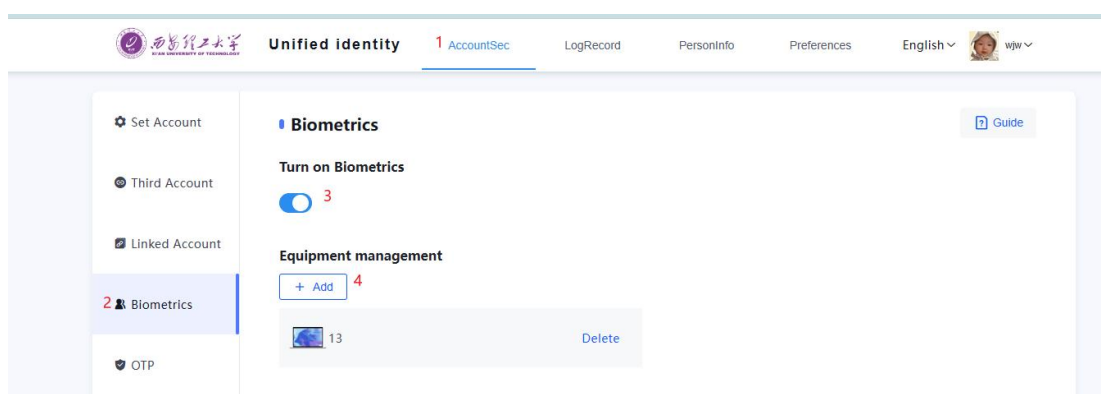 西安理工大学
XI'AN UNIVERSITY OF TECHNOLOGY
Unified identity
1 AccountSec
LogRecord
PersonInfo
Preferences
English
wjw
Set Account
Third Account
Linked Account
2 Biometrics
OTP
Biometrics
Guide
Turn on Biometrics
3
Equipment management
+ Add 4
13
Delete